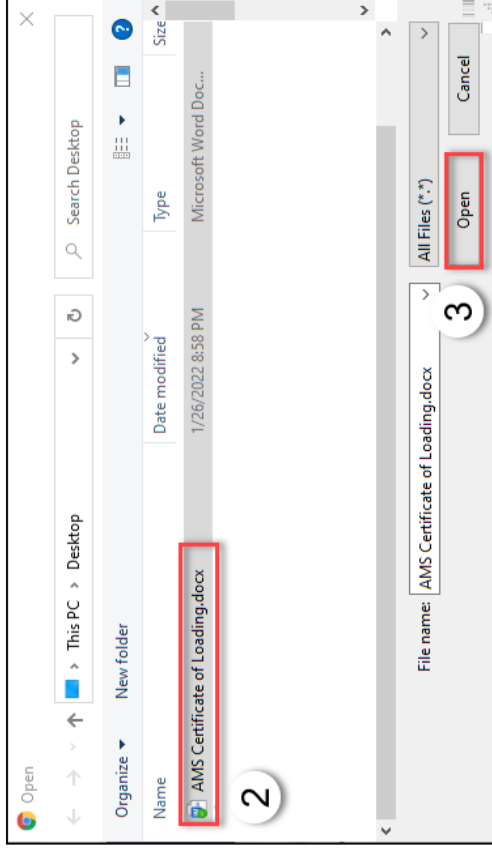 Open
This PC > Desktop
Search Desktop
Organize
New folder
Name
Date modified
Type
Size
AMS Certificate of Loading.docx
1/26/2022 8:58 PM
Microsoft Word Doc...
2
File name:
AMS Certificate of Loading.docx
All Files (*.*)
3
Open
Cancel